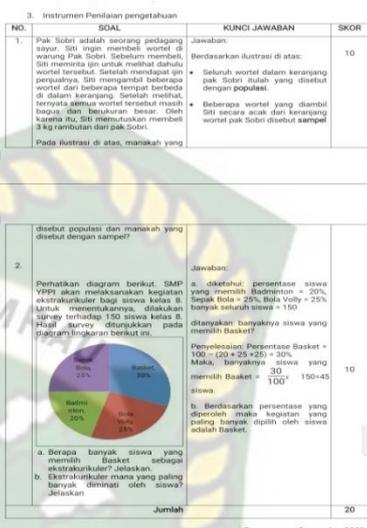 3. Instrumen Penilaian pengetahuan
NO. SOAL KUNCI JAWABAN SKOR
1. Pak Sobri adalah seorang pedagang
sayur. Siti ingin membeli wortel di
warung Pak Sobri. Sebelum membeli,
Siti meminta ijin untuk melihat dahulu
wortel tersebut. Setelah mendapat ijin
penjualnya, Siti mengambil beberapa
wortel dari beberapa tempat berbeda
di dalam keranjang. Setelah melihat,
ternyata semua wortel tersebut masih
bagus dan berukuran besar. Oleh
karena itu, Siti memutuskan membeli
3 kg rambutan dari pak Sobri.
Pada ilustrasi di atas, manakah yang
Jawaban:
Berdasarkan ilustrasi di atas:
• Seluruh wortel dalam keranjang
pak Sobri itulah yang disebut
dengan populasi.
• Beberapa wortel yang diambil
Siti secara acak dari keranjang
wortel pak Sobri disebut sampel
10
disebut populasi dan manakah yang
disebut dengan sampel?
2.
Perhatikan diagram berikut. SMP
YPPI akan melaksanakan kegiatan
ekstrakurikuler bagi siswa kelas 8.
Untuk menentukannya, dilakukan
survey terhadap 150 siswa kelas 8.
Hasil survey ditunjukkan pada
diagram lingkaran berikut ini.
Sepak
Bola,
25%
Basket,
30%
Badmi
nton,
20%
Bola
Volly
25%
a. Berapa banyak siswa yang
memilih Basket sebagai
ekstrakurikuler? Jelaskan.
b. Ekstrakurikuler mana yang paling
banyak diminati oleh siswa?
Jelaskan
Jawaban:
a. diketahui: persentase siswa
yang memilih Badminton = 20%,
Sepak Bola = 25%, Bola Volly = 25%
banyak seluruh siswa = 150
ditanyakan: banyaknya siswa yang
memilih Basket?
Penyelesaian: Persentase Basket =
100 – (20 + 25 +25) = 30%
Maka, banyaknya siswa yang
memilih Baaket = 30/100 x 150=45
siswa.
b. Berdasarkan persentase yang
diperoleh maka kegiatan yang
paling banyak dipilih oleh siswa
adalah Basket.
10
Jumlah 20